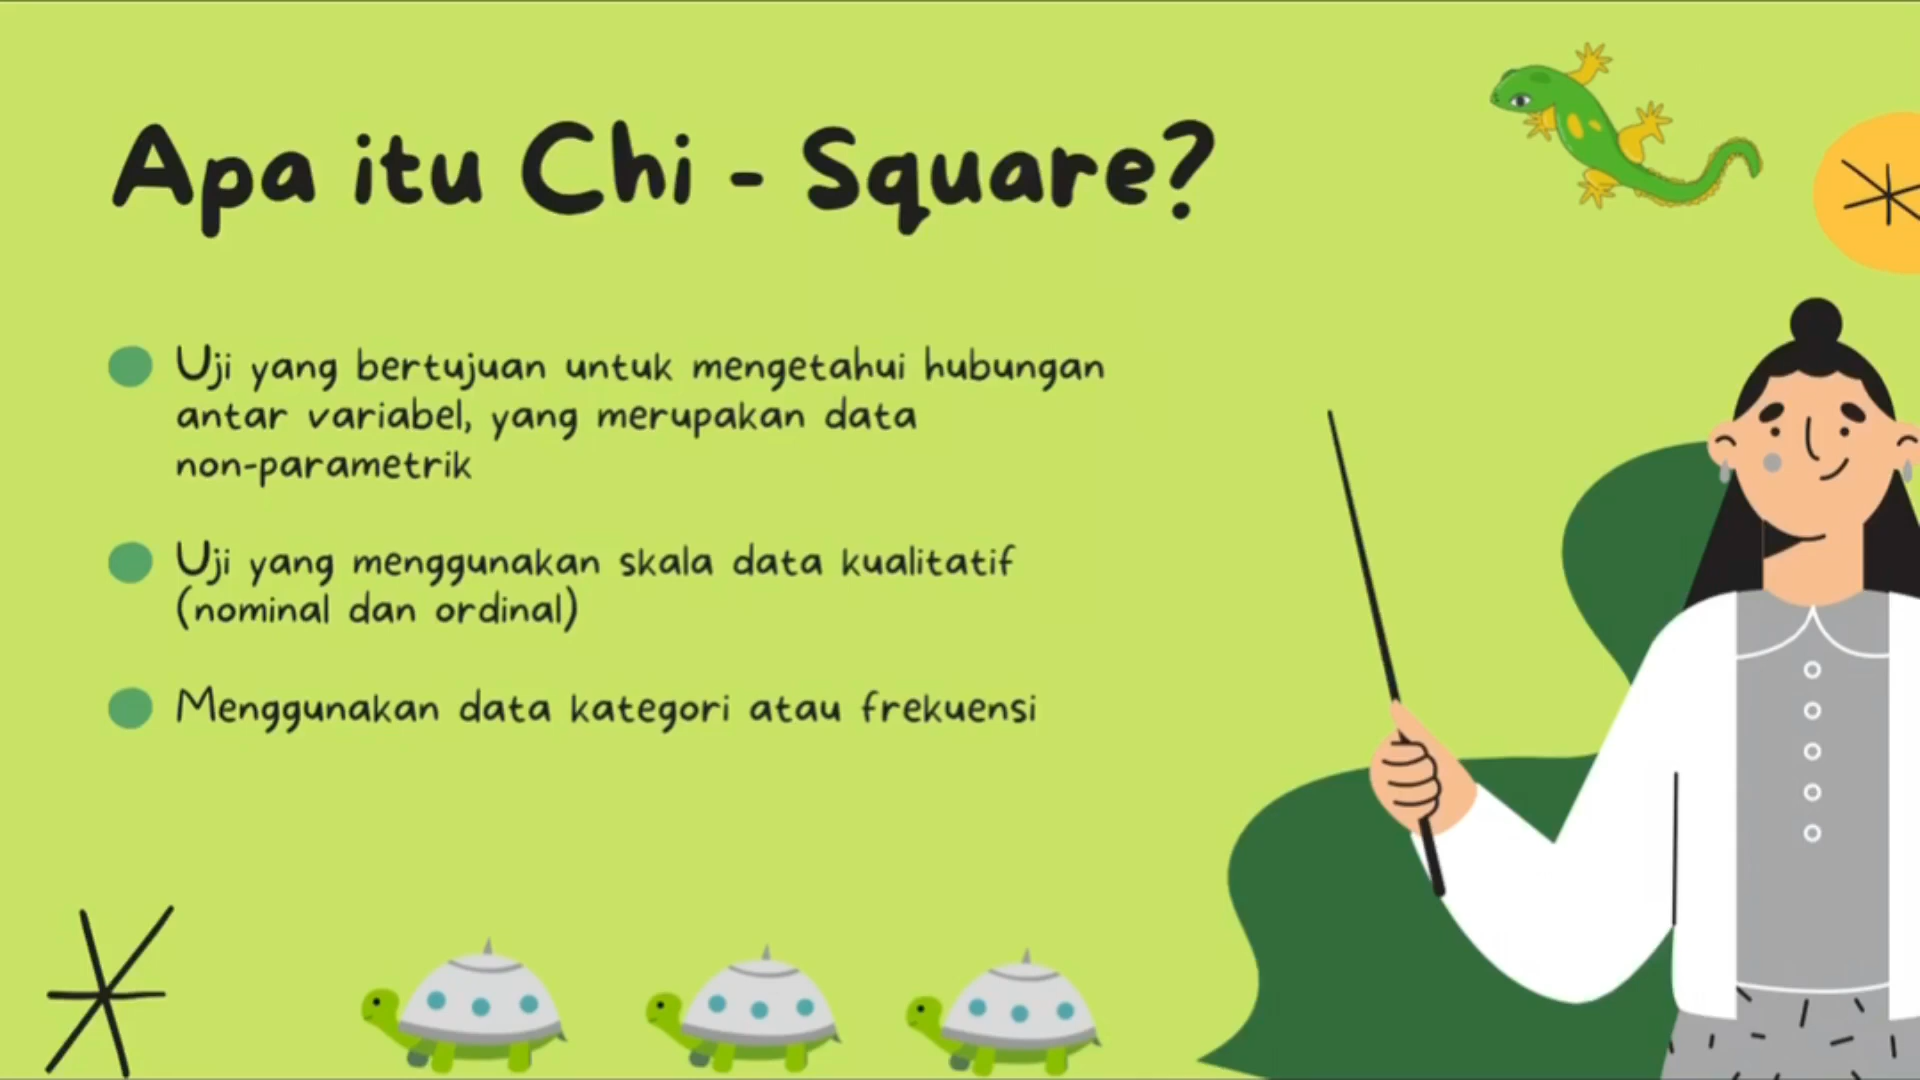 Apa itu Chi - Square?
Uji yang bertujuan untuk mengetahui hubungan
antar variabel, yang merupakan data
non-parametrik
Uji yang menggunakan skala data kualitatif
(nominal dan ordinal)
Menggunakan data kategori atau frekuensi